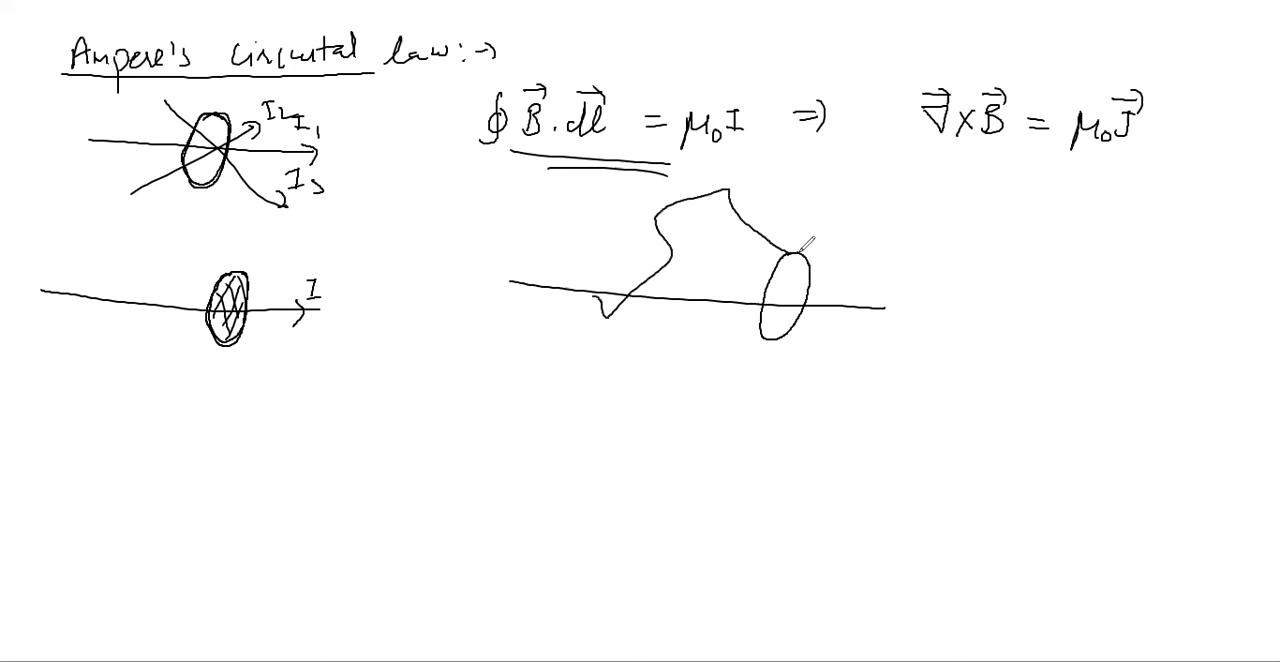 Ampere's Circuital law:→
∮ B⃗.dl⃗ = μ₀I ⇒ ∇⃗×B⃗ = μ₀J⃗
I₂
I₁
I₃
I